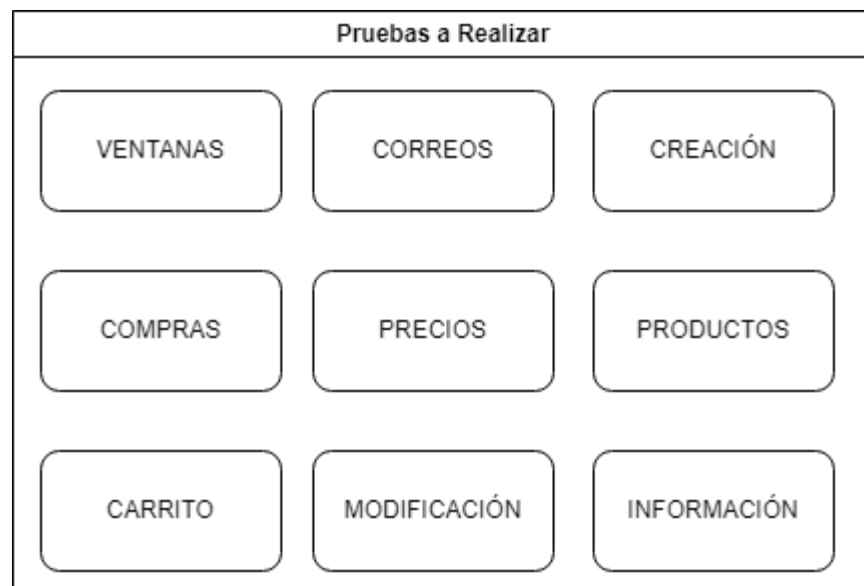 Pruebas a Realizar
VENTANAS
CORREOS
CREACIÓN
COMPRAS
PRECIOS
PRODUCTOS
CARRITO
MODIFICACIÓN
INFORMACIÓN